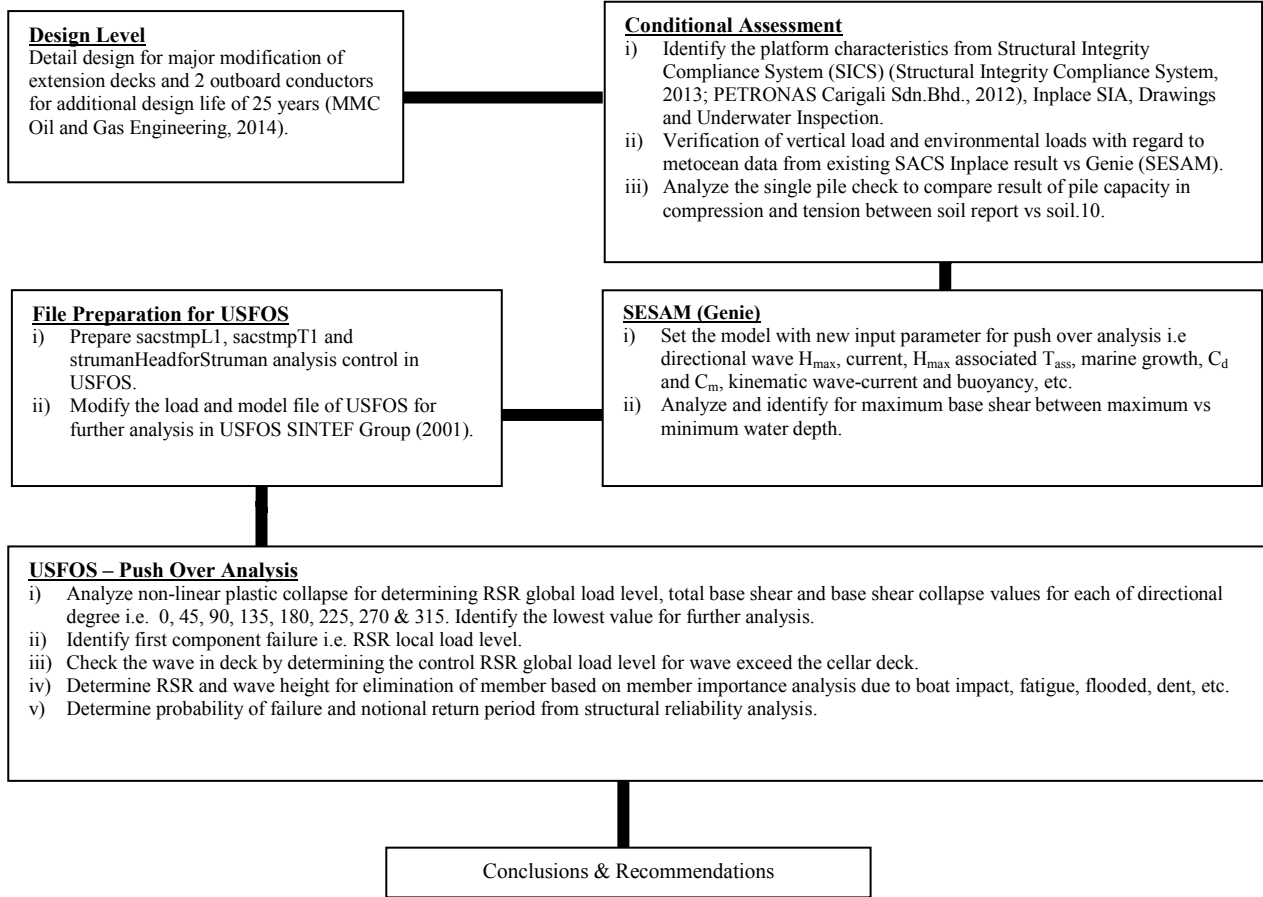 Design Level
Detail design for major modification of
extension decks and 2 outboard conductors
for additional design life of 25 years (MMC
Oil and Gas Engineering, 2014).
Conditional Assessment
i) Identify the platform characteristics from Structural Integrity
Compliance System (SICS) (Structural Integrity Compliance System,
2013; PETRONAS Carigali Sdn.Bhd., 2012), Inplace SIA, Drawings
and Underwater Inspection.
ii) Verification of vertical load and environmental loads with regard to
metocean data from existing SACS Inplace result vs Genie (SESAM).
iii) Analyze the single pile check to compare result of pile capacity in
compression and tension between soil report vs soil.10.
File Preparation for USFOS
i) Prepare sacstmpL1, sacstmpT1 and
strumanHeadforStruman analysis control in
USFOS.
ii) Modify the load and model file of USFOS for
further analysis in USFOS SINTEF Group (2001).
SESAM (Genie)
i) Set the model with new input parameter for push over analysis i.e
directional wave Hmax, current, Hmax associated Tass, marine growth, Cd
and Cm, kinematic wave-current and buoyancy, etc.
ii) Analyze and identify for maximum base shear between maximum vs
minimum water depth.
USFOS – Push Over Analysis
i) Analyze non-linear plastic collapse for determining RSR global load level, total base shear and base shear collapse values for each of directional
degree i.e. 0, 45, 90, 135, 180, 225, 270 & 315. Identify the lowest value for further analysis.
ii) Identify first component failure i.e. RSR local load level.
iii) Check the wave in deck by determining the control RSR global load level for wave exceed the cellar deck.
iv) Determine RSR and wave height for elimination of member based on member importance analysis due to boat impact, fatigue, flooded, dent, etc.
v) Determine probability of failure and notional return period from structural reliability analysis.
Conclusions & Recommendations